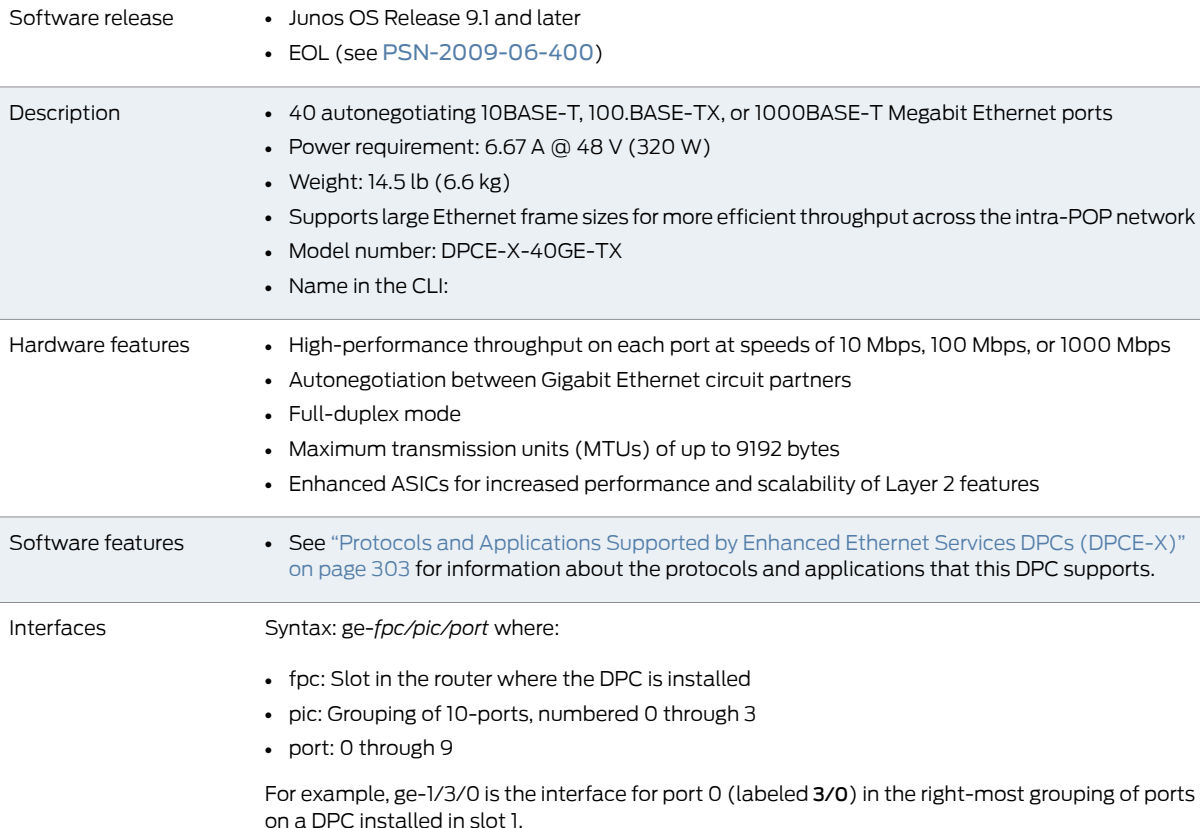 Software release
• Junos OS Release 9.1 and later
• EOL (see PSN-2009-06-400)
Description
• 40 autonegotiating 10BASE-T, 100.BASE-TX, or 1000BASE-T Megabit Ethernet ports
• Power requirement: 6.67 A @ 48 V (320 W)
• Weight: 14.5 lb (6.6 kg)
• Supports large Ethernet frame sizes for more efficient throughput across the intra-POP network
• Model number: DPCE-X-40GE-TX
• Name in the CLI:
Hardware features
• High-performance throughput on each port at speeds of 10 Mbps, 100 Mbps, or 1000 Mbps
• Autonegotiation between Gigabit Ethernet circuit partners
• Full-duplex mode
• Maximum transmission units (MTUs) of up to 9192 bytes
• Enhanced ASICs for increased performance and scalability of Layer 2 features
Software features
• See “Protocols and Applications Supported by Enhanced Ethernet Services DPCs (DPCE-X)”
on page 303 for information about the protocols and applications that this DPC supports.
Interfaces
Syntax: ge-fpc/pic/port where:
• fpc: Slot in the router where the DPC is installed
• pic: Grouping of 10-ports, numbered 0 through 3
• port: 0 through 9
For example, ge-1/3/0 is the interface for port 0 (labeled 3/0) in the right-most grouping of ports
on a DPC installed in slot 1.